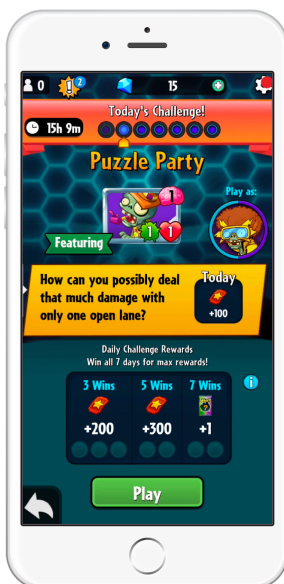 0 2 15
Today's Challenge!
15h 9m
Puzzle Party
Play as:
1
1 1
Featuring
How can you possibly deal
that much damage with
only one open lane?
Today
+100
Daily Challenge Rewards
Win all 7 days for max rewards!
3 Wins 5 Wins 7 Wins
+200 +300 +1
Play